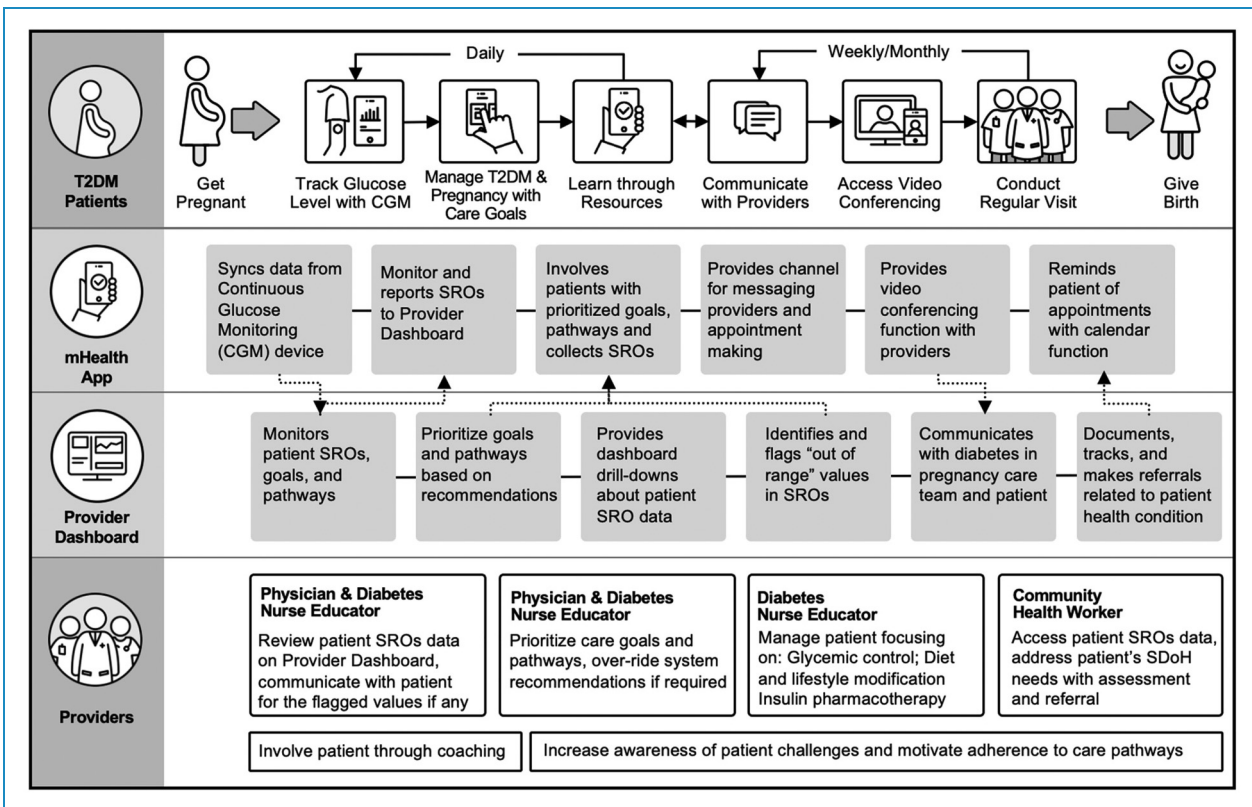 Daily
Weekly/Monthly
T2DM
Patients
Get
Pregnant
Track Glucose
Level with CGM
Manage T2DM &
Pregnancy with
Care Goals
Learn through
Resources
Communicate
with Providers
Access Video
Conferencing
Conduct
Regular Visit
Give
Birth
mHealth
App
Syncs data from
Continuous
Glucose
Monitoring
(CGM) device
Monitor and
reports SROs
to Provider
Dashboard
Involves
patients with
prioritized goals,
pathways and
collects SROs
Provides channel
for messaging
providers and
appointment
making
Provides
video
conferencing
function with
providers
Reminds
patient of
appointments
with calendar
function
Provider
Dashboard
Monitors
patient SROs,
goals, and
pathways
Prioritize goals
and pathways
based on
recommendations
Provides
dashboard
drill-downs
about patient
SRO data
Identifies and
flags “out of
range” values
in SROs
Communicates
with diabetes in
pregnancy care
team and patient
Documents,
tracks, and
makes referrals
related to patient
health condition
Providers
Physician & Diabetes
Nurse Educator
Review patient SROs data
on Provider Dashboard,
communicate with patient
for the flagged values if any
Physician & Diabetes
Nurse Educator
Prioritize care goals and
pathways, over-ride system
recommendations if required
Diabetes
Nurse Educator
Manage patient focusing
on: Glycemic control; Diet
and lifestyle modification
Insulin pharmacotherapy
Community
Health Worker
Access patient SROs data,
address patient’s SDoH
needs with assessment
and referral
Involve patient through coaching
Increase awareness of patient challenges and motivate adherence to care pathways